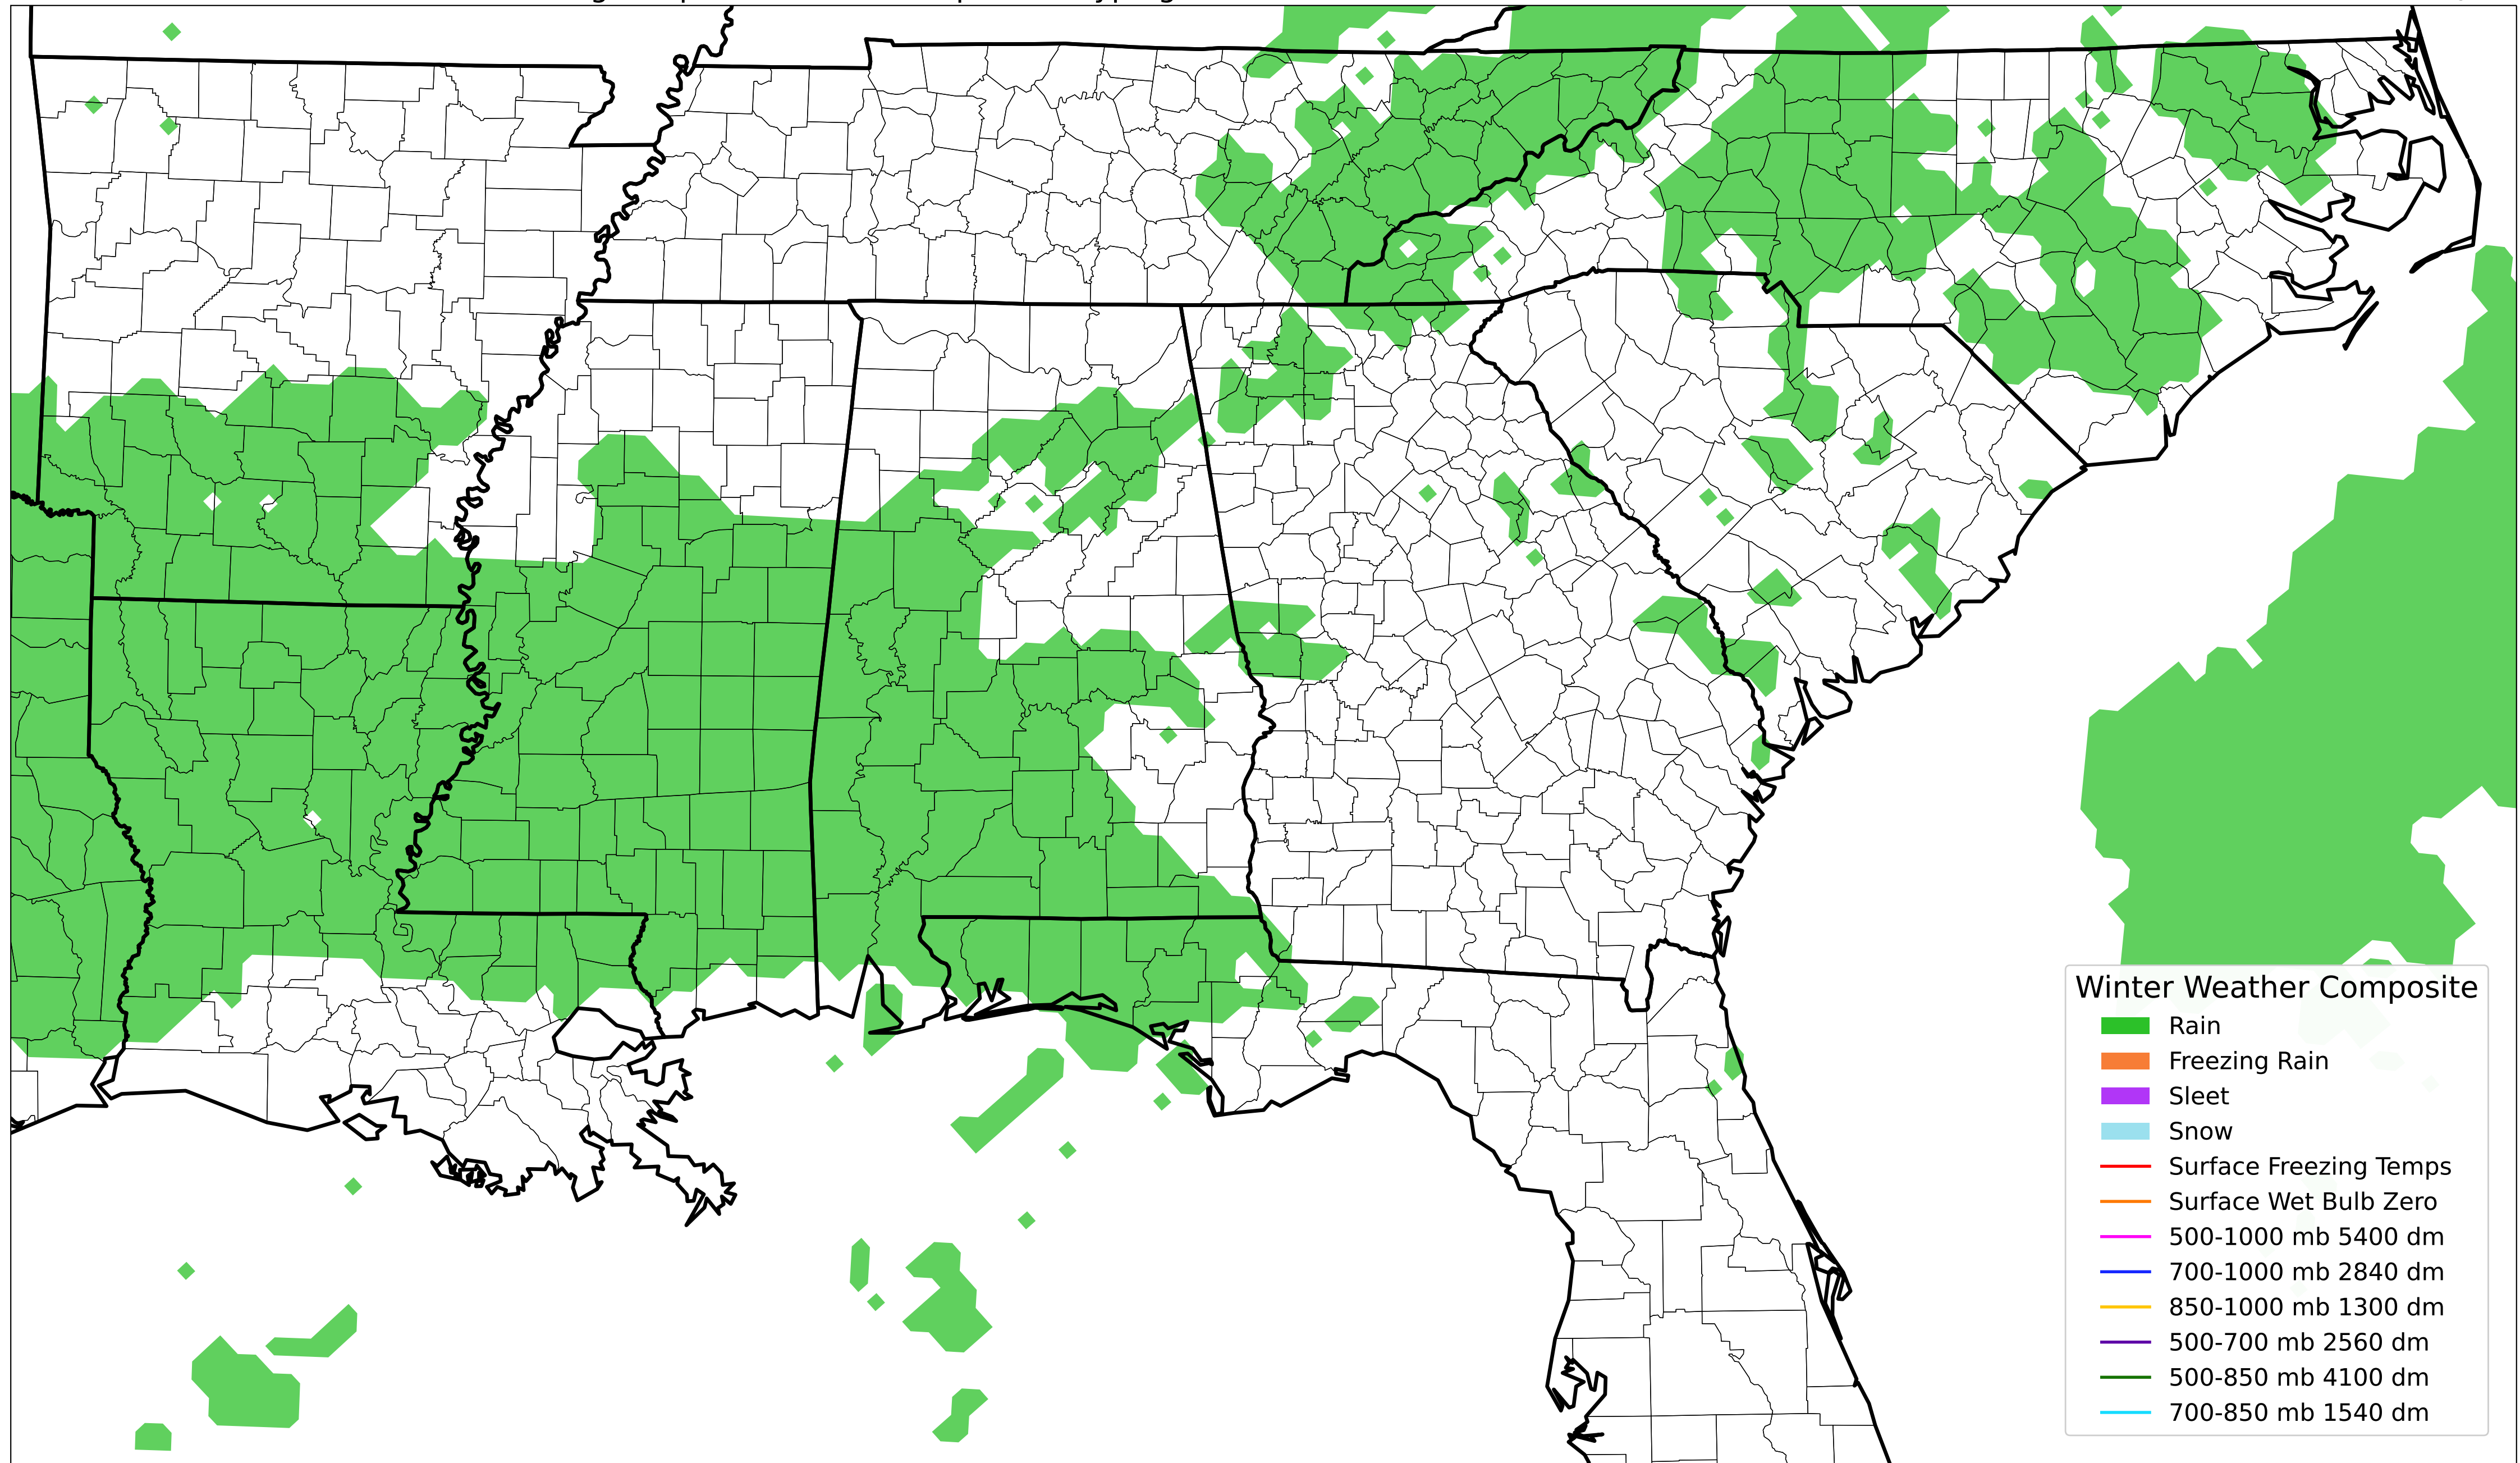 Winter Weather Composite
Rain
Freezing Rain
Sleet
Snow
Surface Freezing Temps
Surface Wet Bulb Zero
500-1000 mb 5400 dm
700-1000 mb 2840 dm
850-1000 mb 1300 dm
500-700 mb 2560 dm
500-850 mb 4100 dm
700-850 mb 1540 dm